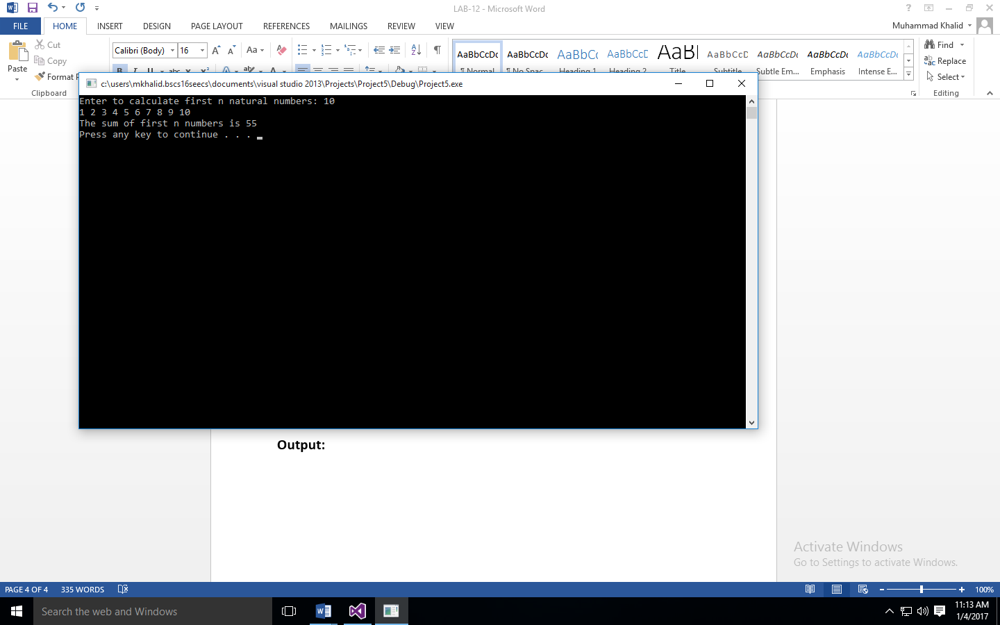 LAB-12 - Microsoft Word
FILE HOME INSERT DESIGN PAGE LAYOUT REFERENCES MAILINGS REVIEW VIEW
Muhammad Khalid
Paste
Cut
Copy
Format
Clipboard
Calibri (Body) 16
Aa
AaBbCcDc AaBbCcDc AaBbCc AaBbCcD AaB AaBbCcD AaBbCcDc AaBbCcDc AaBbCcDc
¶ Normal ¶ No Spac... Heading 1 Heading 2 Title Subtitle Subtle Em... Emphasis Intense E...
Find
Replace
Select
Editing
c:\users\mkhalid.bscs16seecs\documents\visual studio 2013\Projects\Project5\Debug\Project5.exe
Enter to calculate first n natural numbers: 10
1 2 3 4 5 6 7 8 9 10
The sum of first n numbers is 55
Press any key to continue . . .
Output:
Activate Windows
Go to Settings to activate Windows.
PAGE 4 OF 4 335 WORDS 100%
Search the web and Windows
11:13 AM
1/4/2017